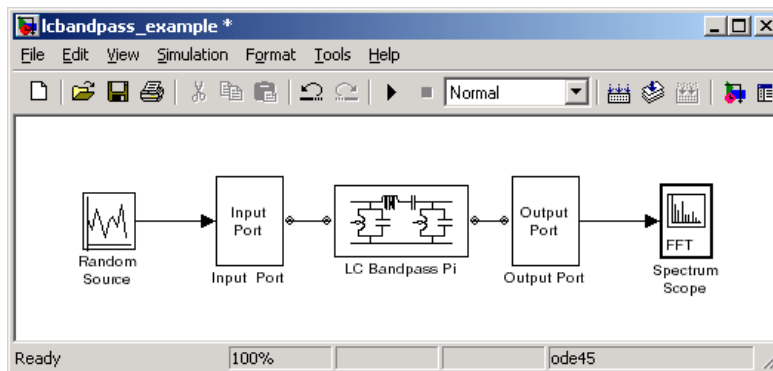 lcbandpass_example *
File Edit View Simulation Format Tools Help
Normal
Input
Port
Output
Port
FFT
Random
Source
Input Port
LC Bandpass Pi
Output Port
Spectrum
Scope
Ready 100% ode45